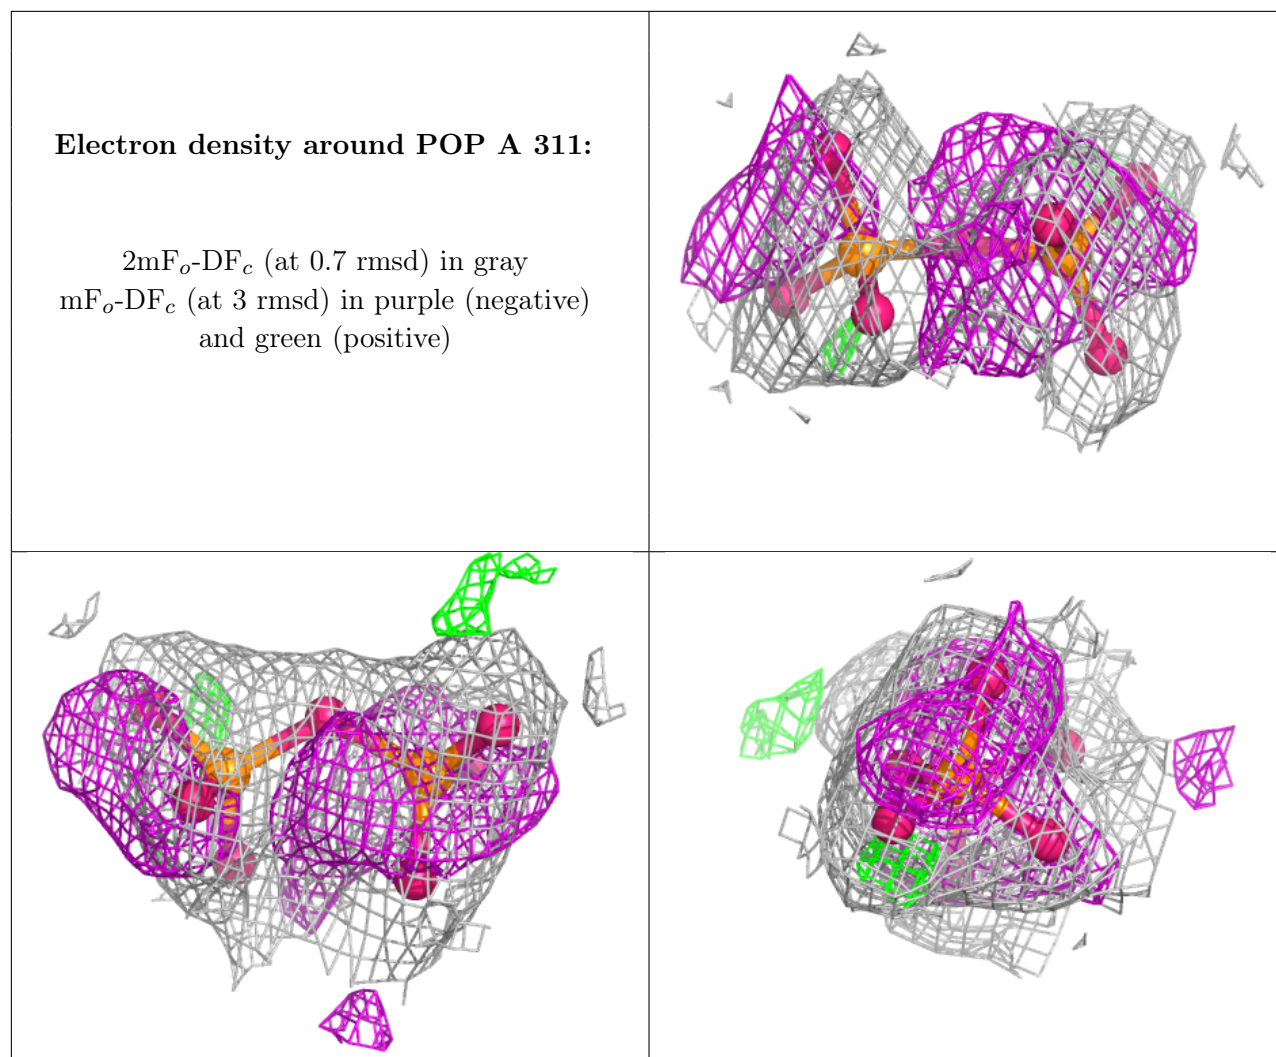 Electron density around POP A 311:
2mFo-DFc (at 0.7 rmsd) in gray
mFo-DFc (at 3 rmsd) in purple (negative)
and green (positive)